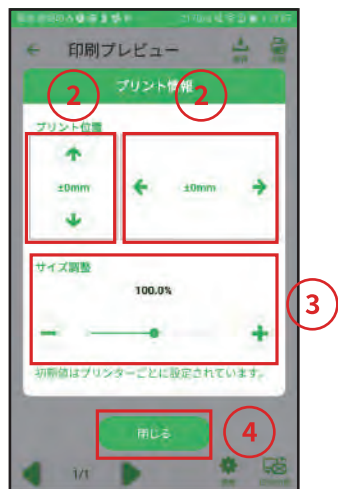 印刷プレビュー
プリント情報
② ②
プリント位置
±0mm ±0mm
サイズ調整
100.0%
③
初期値はプリンターごとに設定されています。
閉じる
④
1/1